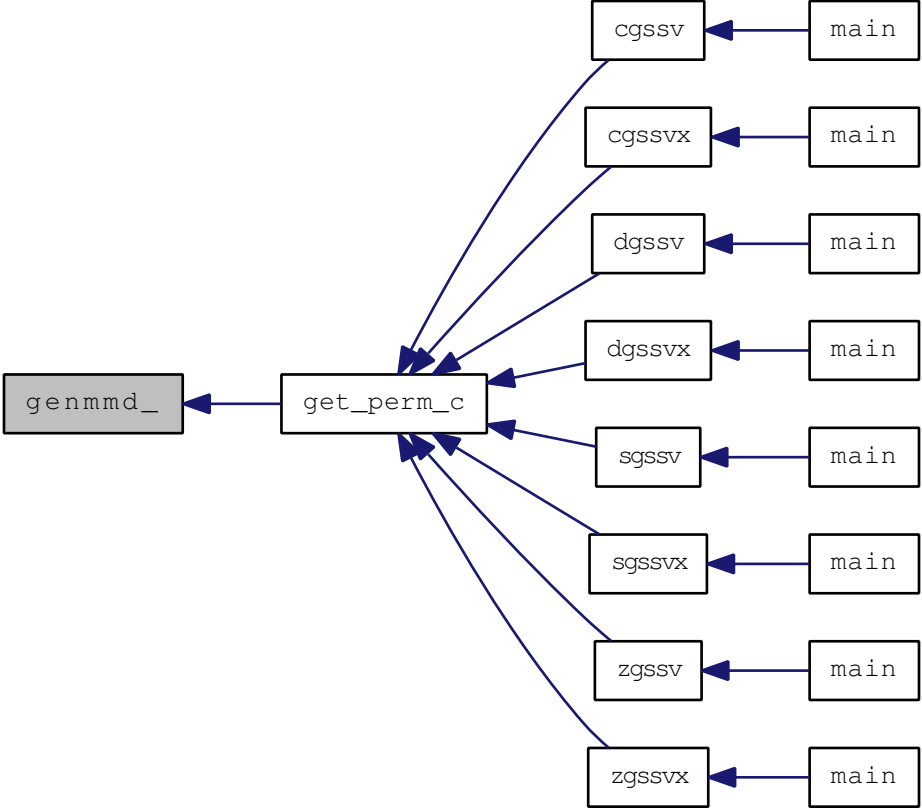 cgssv
main
cgssvx
main
dgssv
main
dgssvx
main
genmmd_
get_perm_c
sgssv
main
sgssvx
main
zgssv
main
zgssvx
main